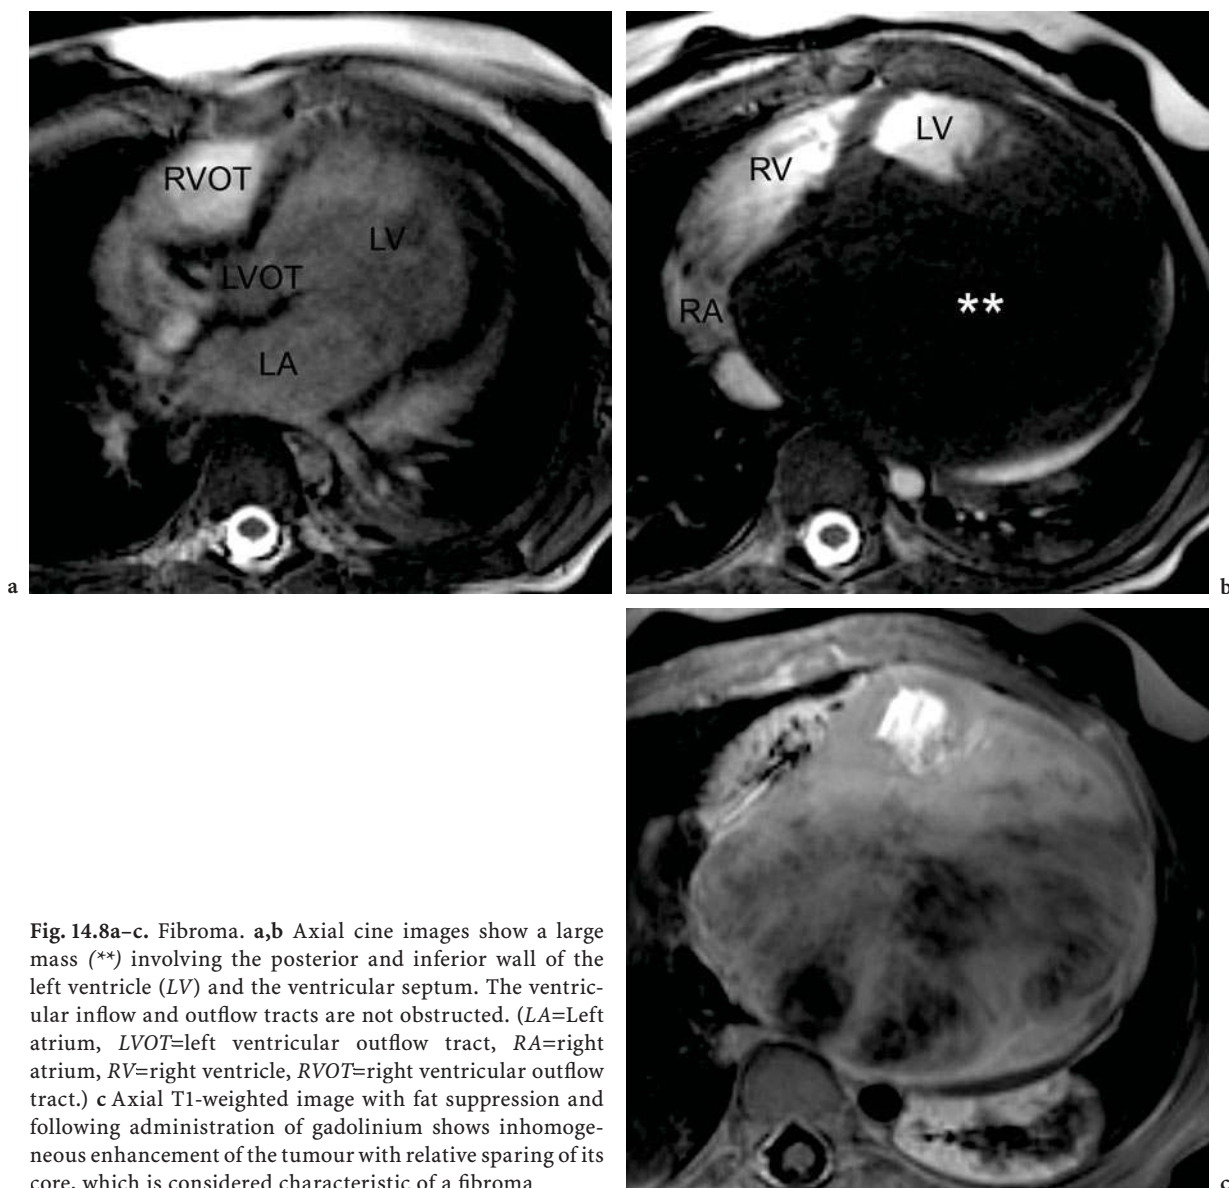 RVOT
LV
LVOT
LA
a
LV
RV
RA
**
b
Fig. 14.8a–c. Fibroma. a,b Axial cine images show a large
mass (**) involving the posterior and inferior wall of the
left ventricle (LV) and the ventricular septum. The ventric-
ular inflow and outflow tracts are not obstructed. (LA=Left
atrium, LVOT=left ventricular outflow tract, RA=right
atrium, RV=right ventricle, RVOT=right ventricular outflow
tract.) c Axial T1-weighted image with fat suppression and
following administration of gadolinium shows inhomoge-
neous enhancement of the tumour with relative sparing of its
core, which is considered characteristic of a fibroma
c